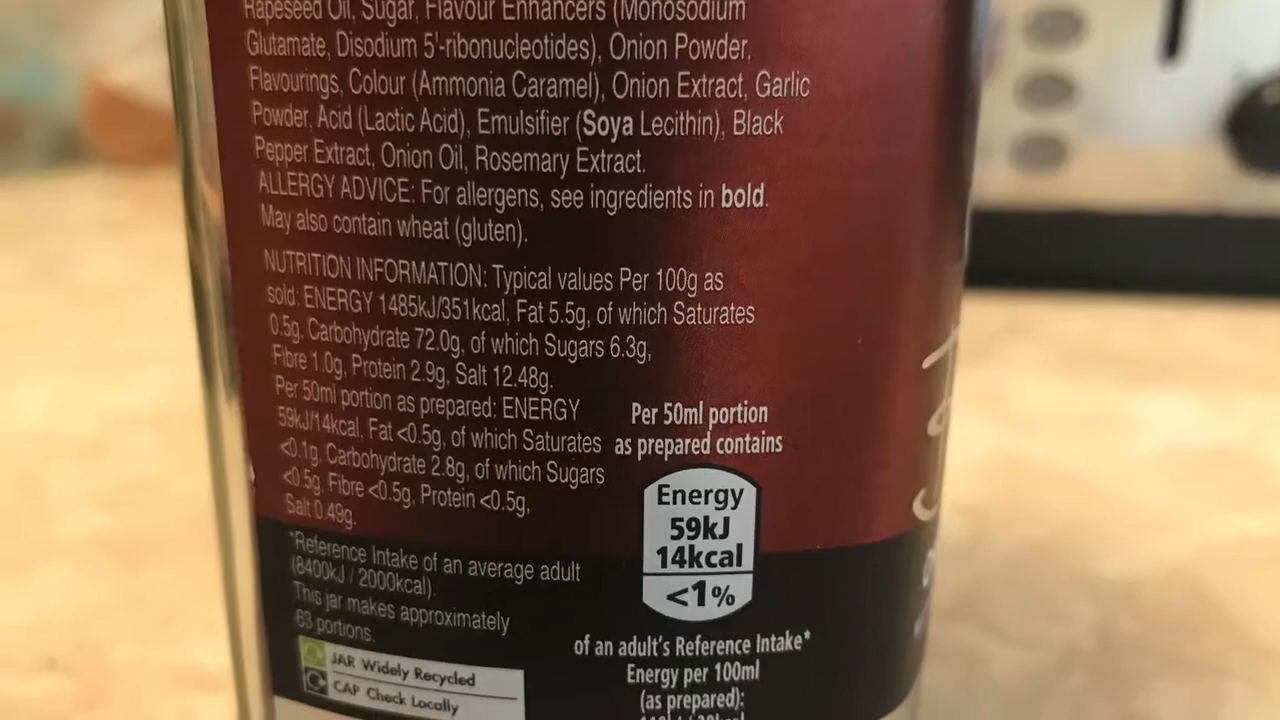 Rapeseed Oil, Sugar, Flavour Enhancers (Monosodium
Glutamate, Disodium 5'-ribonucleotides), Onion Powder,
Flavourings, Colour (Ammonia Caramel), Onion Extract, Garlic
Powder, Acid (Lactic Acid), Emulsifier (Soya Lecithin), Black
Pepper Extract, Onion Oil, Rosemary Extract.
ALLERGY ADVICE: For allergens, see ingredients in bold.
May also contain wheat (gluten).
NUTRITION INFORMATION: Typical values Per 100g as
sold: ENERGY 1485kJ/351kcal, Fat 5.5g, of which Saturates
0.5g, Carbohydrate 72.0g, of which Sugars 6.3g,
Fibre 1.0g, Protein 2.9g, Salt 12.48g.
Per 50ml portion as prepared: ENERGY
59kJ/14kcal, Fat <0.5g, of which Saturates
<0.1g, Carbohydrate 2.8g, of which Sugars
<0.5g, Fibre <0.5g, Protein <0.5g,
Salt 0.49g.
*Reference Intake of an average adult
(8400kJ / 2000kcal).
This jar makes approximately
63 portions.
JAR Widely Recycled
CAP Check Locally
Per 50ml portion
as prepared contains
Energy
59kJ
14kcal
<1%
of an adult's Reference Intake*
Energy per 100ml
(as prepared):